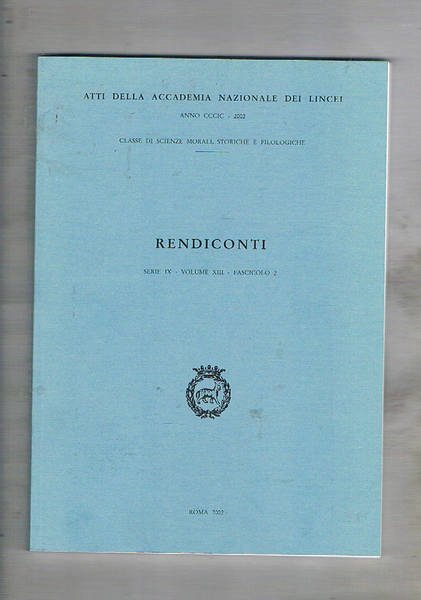 ATTI DELLA ACCADEMIA NAZIONALE DEI LINCEI
ANNO CCCIC - 2002
CLASSE DI SCIENZE MORALI, STORICHE E FILOLOGICHE
RENDICONTI
SERIE IX - VOLUME XIII - FASCICOLO 2
ROMA 2002